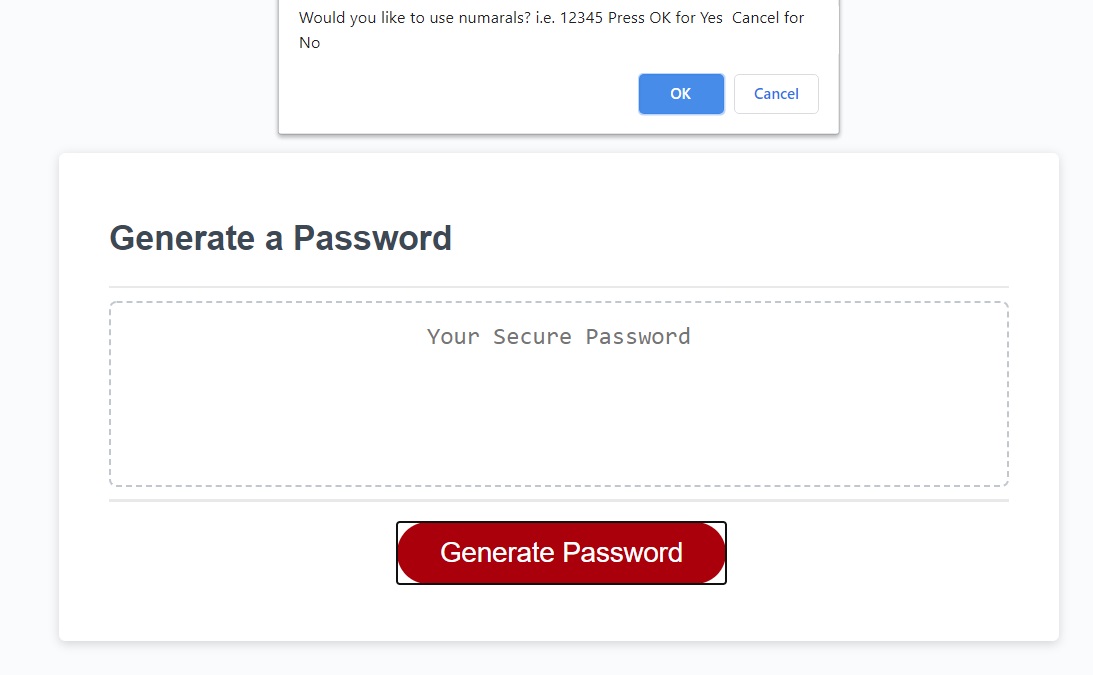 Would you like to use numarals? i.e. 12345 Press OK for Yes  Cancel for
No
OK
Cancel
Generate a Password
Your Secure Password
Generate Password